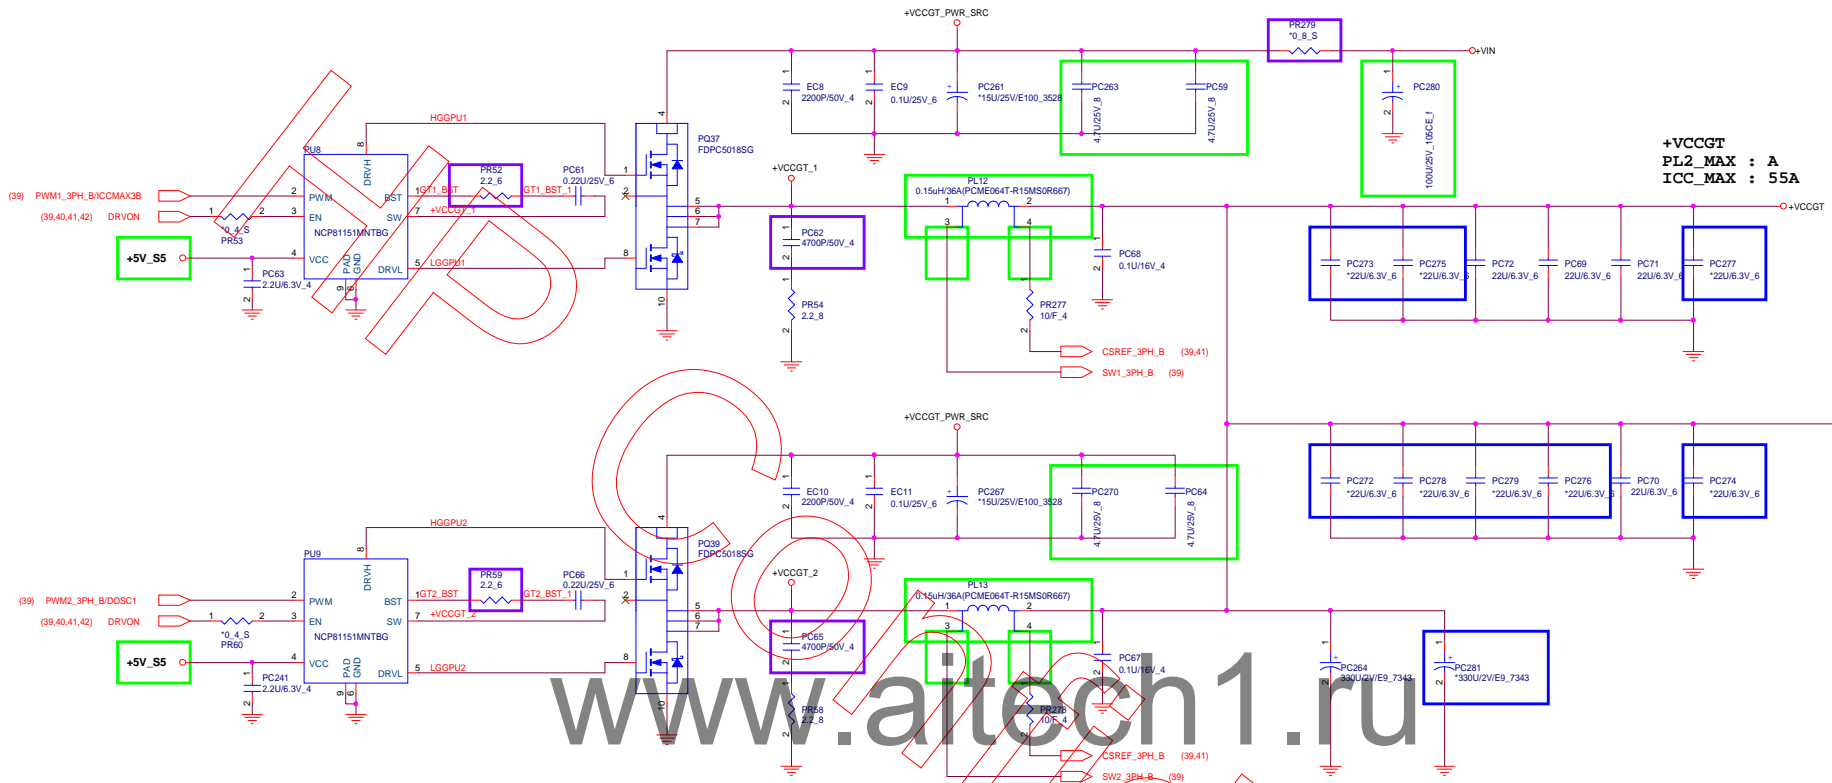 +VCCGT_PWR_SRC
PR279
*0_8_S
+VIN
EC8
2200P/50V_4
EC9
0.1U/25V_6
PC261
*15U/25V/E100_3528
PC263
4.7U/25V_8
PC59
4.7U/25V_8
PC280
100U/25V_105CE_f
+VCCGT
PL2_MAX : A
ICC_MAX : 55A
HGGPU1
PU8
PQ37
FDPC5018SG
(39) PWM1_3PH_B/ICCMAX3B
(39,40,41,42) DRVON
*0_4_S
PR53
+5V_S5
PC63
2.2U/6.3V_4
DRVH
PWM
BST
EN
SW
NCP81151MNTBG
VCC
PAD
GND
DRVL
PR52
2.2_6
GT1_BST
+VCCGT_1
PC61
0.22U/25V_6
GT1_BST_1
LGGPU1
+VCCGT_1
PC62
4700P/50V_4
PR54
2.2_8
PL12
0.15uH/36A(PCME064T-R15MS0R667)
PC68
0.1U/16V_4
PR277
10/F_4
CSREF_3PH_B (39,41)
SW1_3PH_B (39)
+VCCGT
PC273
*22U/6.3V_6
PC275
*22U/6.3V_6
PC72
22U/6.3V_6
PC69
22U/6.3V_6
PC71
22U/6.3V_6
PC277
*22U/6.3V_6
+VCCGT_PWR_SRC
EC10
2200P/50V_4
EC11
0.1U/25V_6
PC267
*15U/25V/E100_3528
PC270
4.7U/25V_8
PC64
4.7U/25V_8
PC272
*22U/6.3V_6
PC278
*22U/6.3V_6
PC279
*22U/6.3V_6
PC276
*22U/6.3V_6
PC70
22U/6.3V_6
PC274
*22U/6.3V_6
HGGPU2
PU9
PQ39
FDPC5018SG
(39) PWM2_3PH_B/DOSC1
(39,40,41,42) DRVON
*0_4_S
PR60
+5V_S5
PC241
2.2U/6.3V_4
DRVH
PWM
BST
EN
SW
NCP81151MNTBG
VCC
PAD
GND
DRVL
PR59
2.2_6
GT2_BST
+VCCGT_2
PC66
0.22U/25V_6
GT2_BST_1
LGGPU2
+VCCGT_2
PC65
4700P/50V_4
PR58
2.2_8
PL13
0.15uH/36A(PCME064T-R15MS0R667)
PC67
0.1U/16V_4
PR278
10/F_4
CSREF_3PH_B (39,41)
SW2_3PH_B (39)
PC264
330U/2V/E9_7343
PC281
*330U/2V/E9_7343
www.aitech1.ru